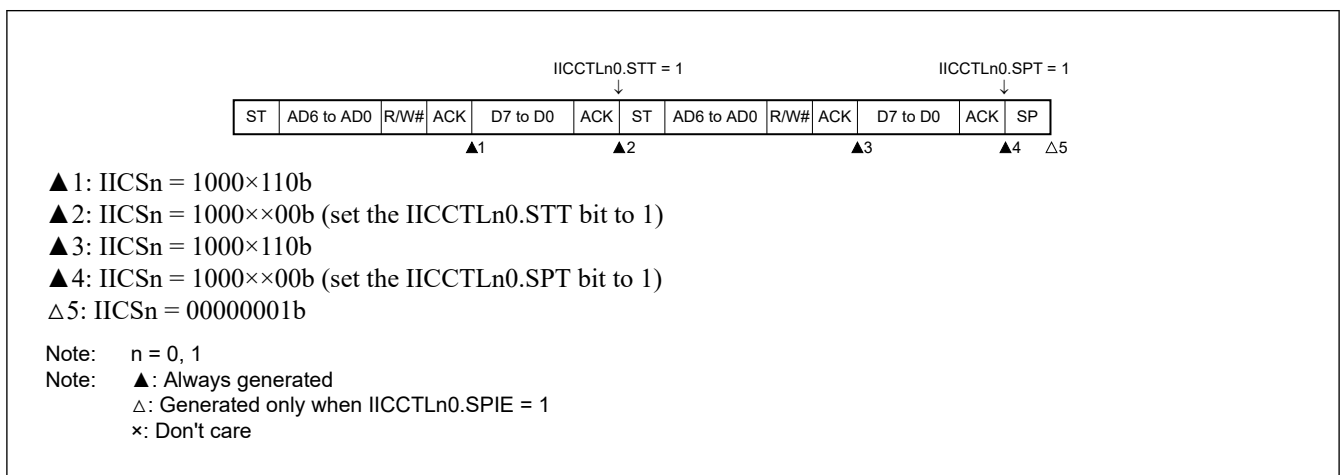 IICCTLn0.STT = 1 IICCTLn0.SPT = 1
↓ ↓
ST AD6 to AD0 R/W# ACK D7 to D0 ACK ST AD6 to AD0 R/W# ACK D7 to D0 ACK SP
▲1 ▲2 ▲3 ▲4 △5
▲1: IICSn = 1000×110b
▲2: IICSn = 1000××00b (set the IICCTLn0.STT bit to 1)
▲3: IICSn = 1000×110b
▲4: IICSn = 1000××00b (set the IICCTLn0.SPT bit to 1)
△5: IICSn = 00000001b
Note: n = 0, 1
Note: ▲: Always generated
△: Generated only when IICCTLn0.SPIE = 1
×: Don't care